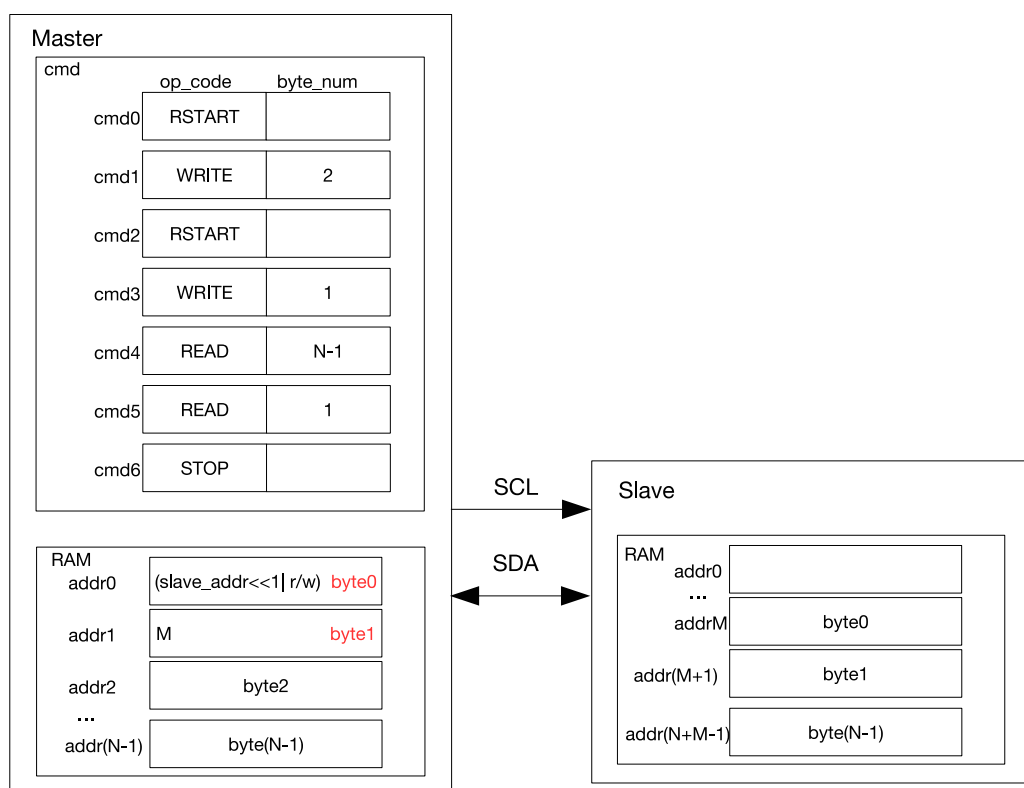 Master
cmd
op_code byte_num
cmd0 RSTART
cmd1 WRITE 2
cmd2 RSTART
cmd3 WRITE 1
cmd4 READ N-1
cmd5 READ 1
cmd6 STOP
RAM
addr0 (slave_addr<<1| r/w) byte0
addr1 M byte1
addr2 byte2
...
addr(N-1) byte(N-1)
SCL
SDA
Slave
RAM
addr0
...
addrM byte0
addr(M+1) byte1
addr(N+M-1) byte(N-1)